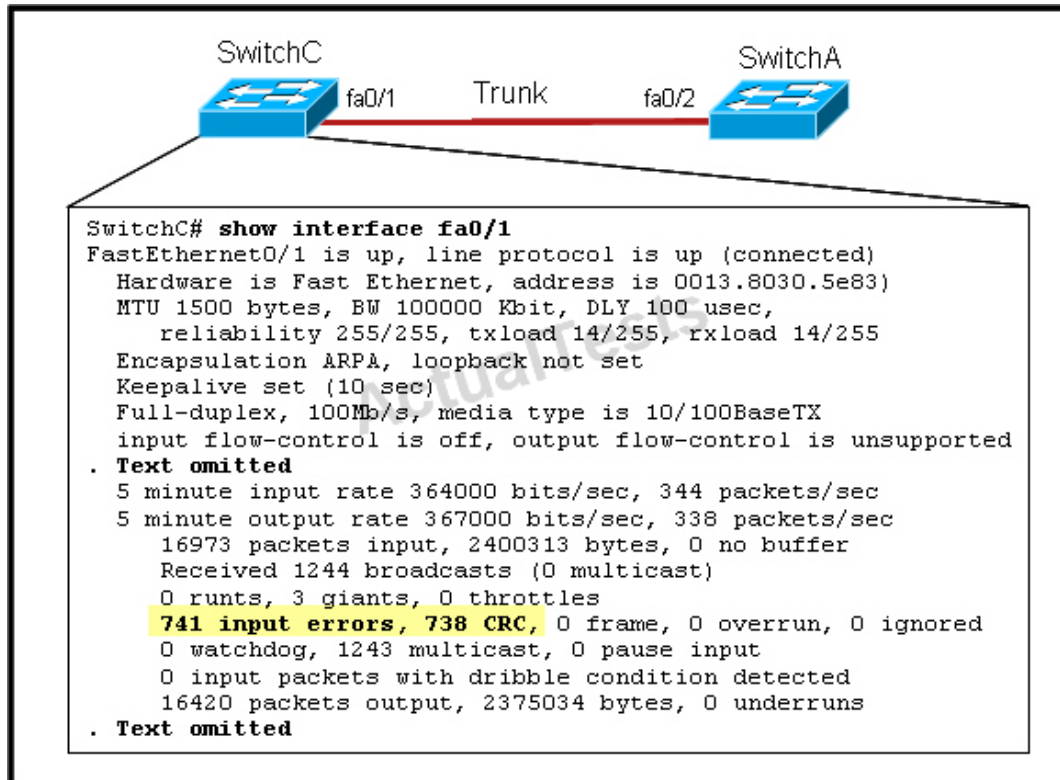 SwitchC
SwitchA
fa0/1
Trunk
fa0/2
SwitchC# show interface fa0/1
FastEthernet0/1 is up, line protocol is up (connected)
Hardware is Fast Ethernet, address is 0013.8030.5e83)
MTU 1500 bytes, BW 100000 Kbit, DLY 100 usec,
reliability 255/255, txload 14/255, rxload 14/255
Encapsulation ARPA, loopback not set
Keepalive set (10 sec)
Full-duplex, 100Mb/s, media type is 10/100BaseTX
input flow-control is off, output flow-control is unsupported
. Text omitted
5 minute input rate 364000 bits/sec, 344 packets/sec
5 minute output rate 367000 bits/sec, 338 packets/sec
16973 packets input, 2400313 bytes, 0 no buffer
Received 1244 broadcasts (0 multicast)
0 runts, 3 giants, 0 throttles
741 input errors, 738 CRC, 0 frame, 0 overrun, 0 ignored
0 watchdog, 1243 multicast, 0 pause input
0 input packets with dribble condition detected
16420 packets output, 2375034 bytes, 0 underruns
. Text omitted
ActualTests